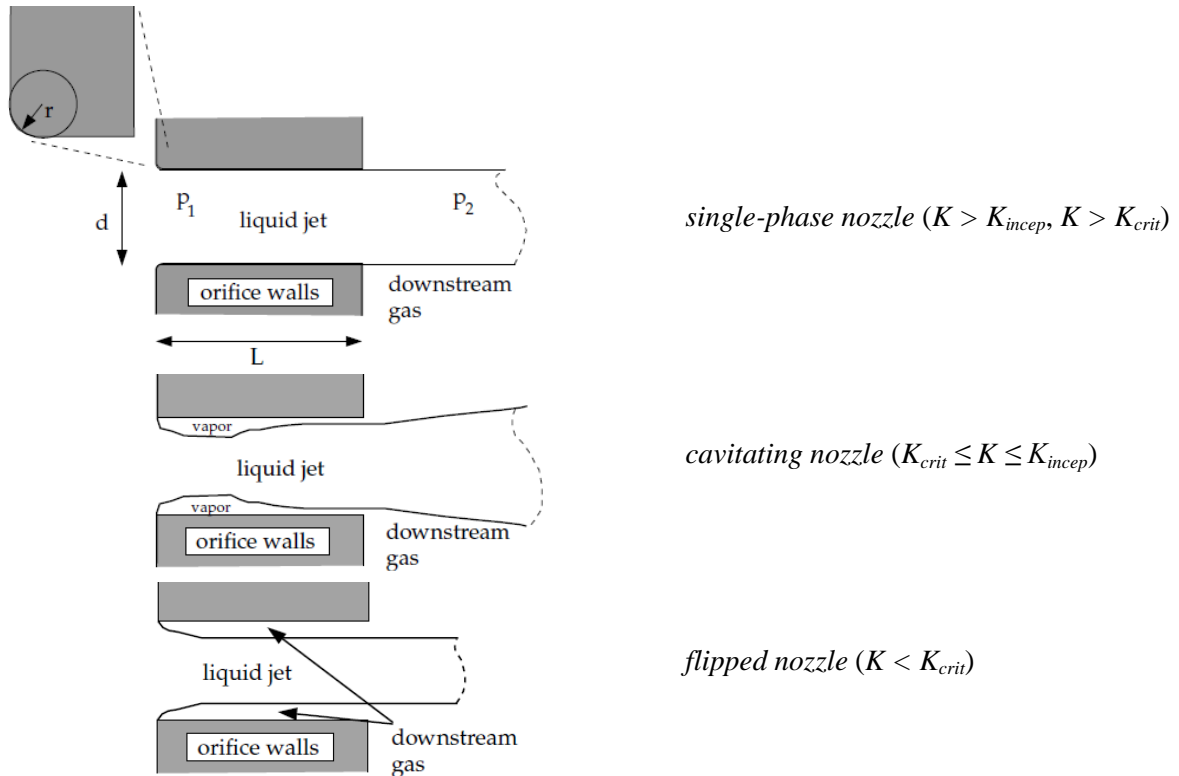 r
d
p1
p2
liquid jet
orifice walls
downstream
gas
L
single-phase nozzle (K > Kincep, K > Kcrit)
vapor
liquid jet
vapor
orifice walls
downstream
gas
cavitating nozzle (Kcrit ≤ K ≤ Kincep)
liquid jet
orifice walls
downstream
gas
flipped nozzle (K < Kcrit)